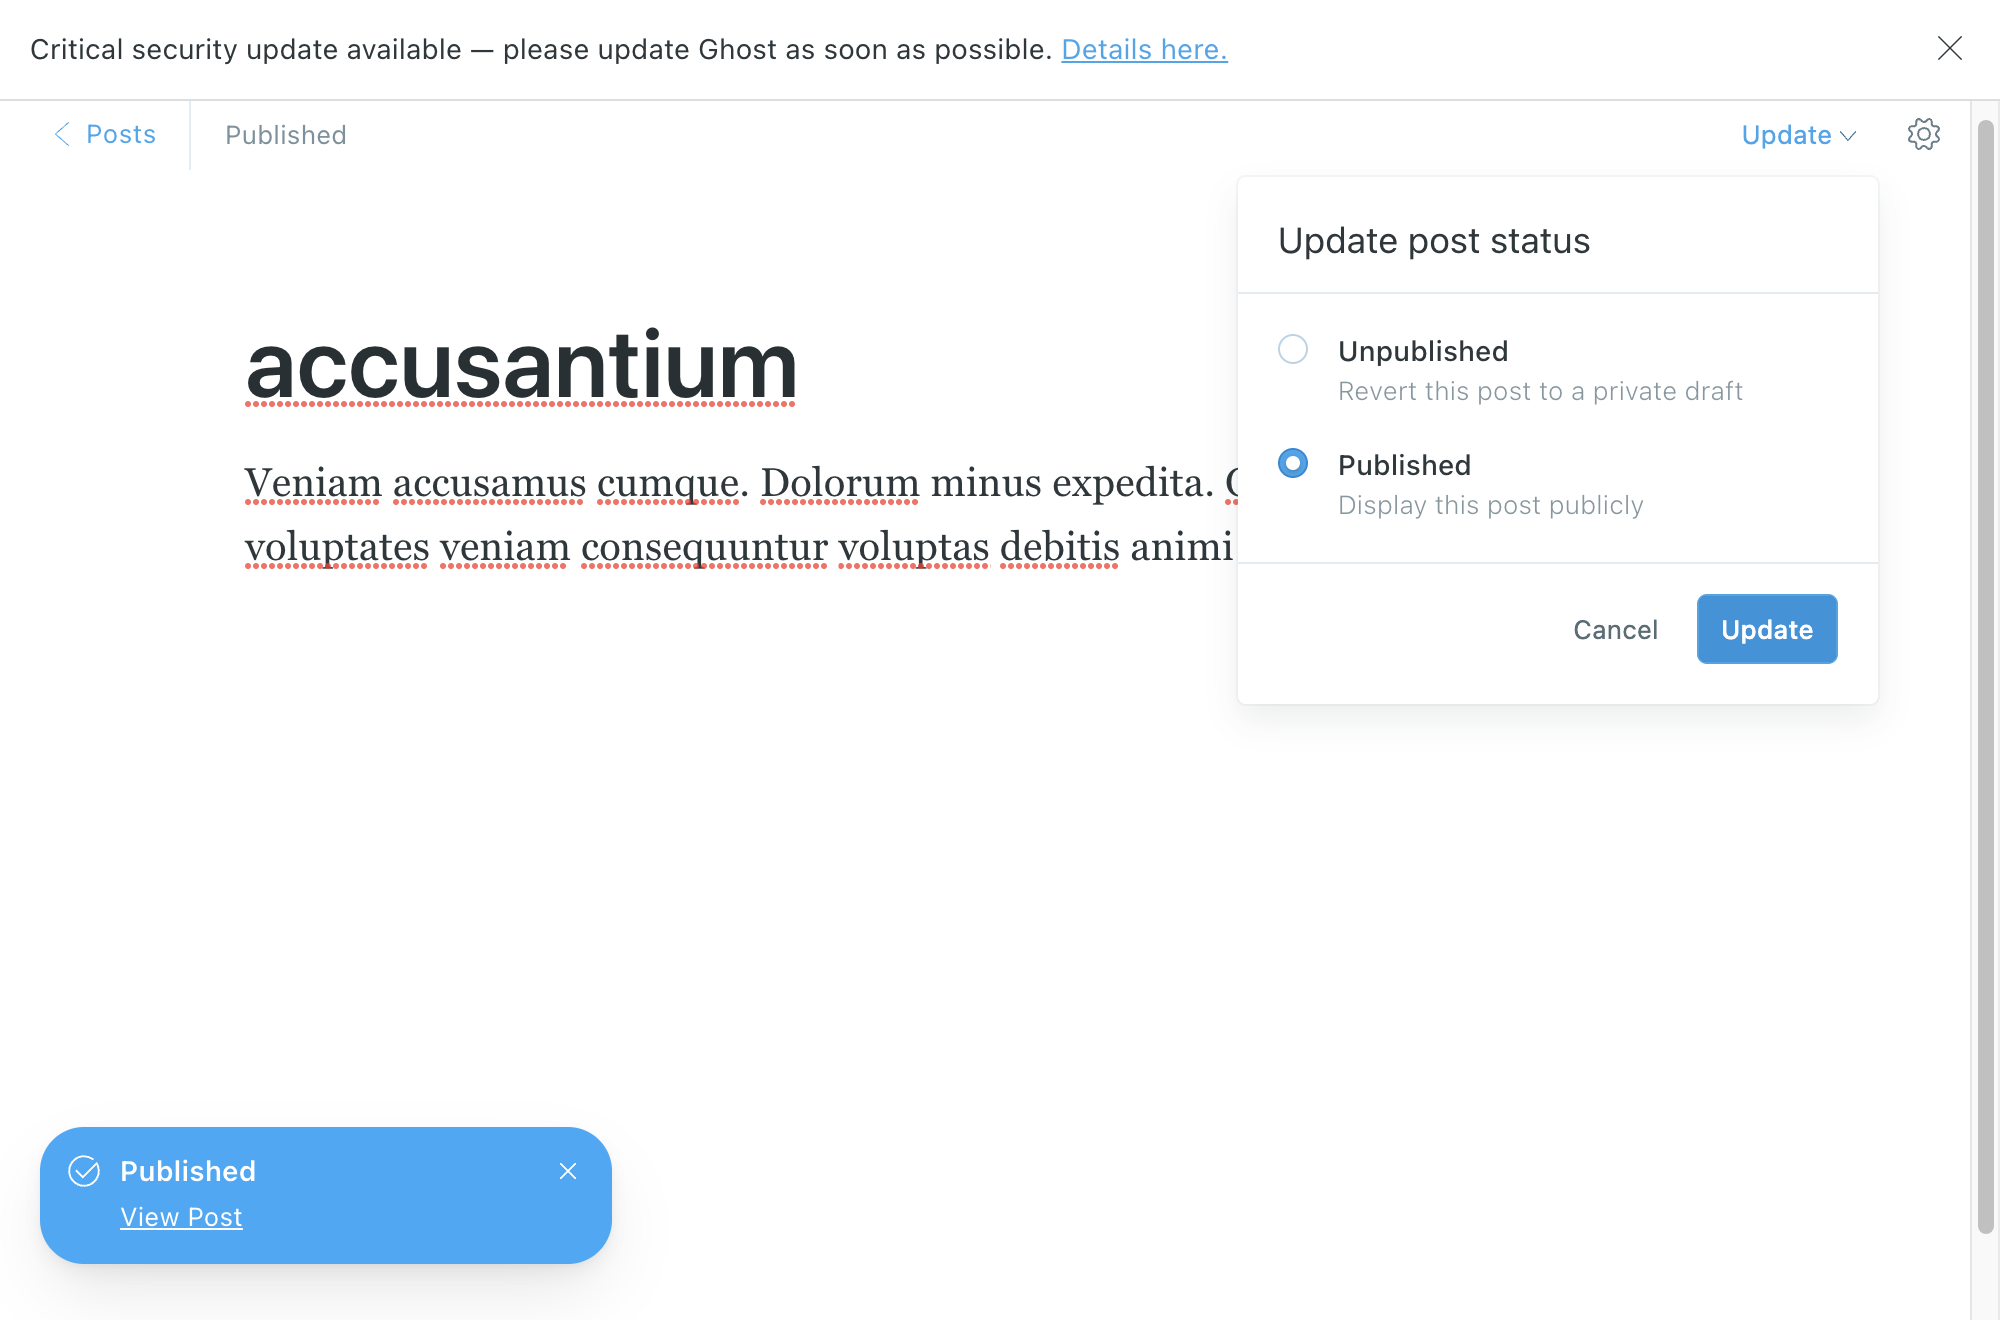 Critical security update available — please update Ghost as soon as possible. Details here.
Posts
Published
Update
Update post status
Unpublished
Revert this post to a private draft
Published
Display this post publicly
Cancel
Update
accusantium
Veniam accusamus cumque. Dolorum minus expedita.
voluptates veniam consequuntur voluptas debitis animi
Published
View Post